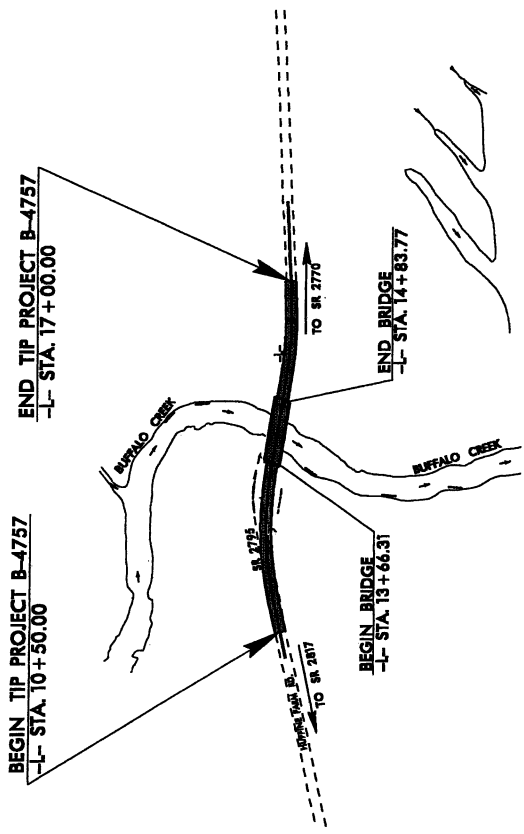 BEGIN TIP PROJECT B-4757
-L- STA. 10+50.00
END TIP PROJECT B-4757
-L- STA. 17+00.00
BUFFALO CREEK
SR 2795
TO SR 2770
FARM RD.
TO SR 2817
BEGIN BRIDGE
-L- STA. 13+66.31
END BRIDGE
-L- STA. 14+83.77
BUFFALO CREEK